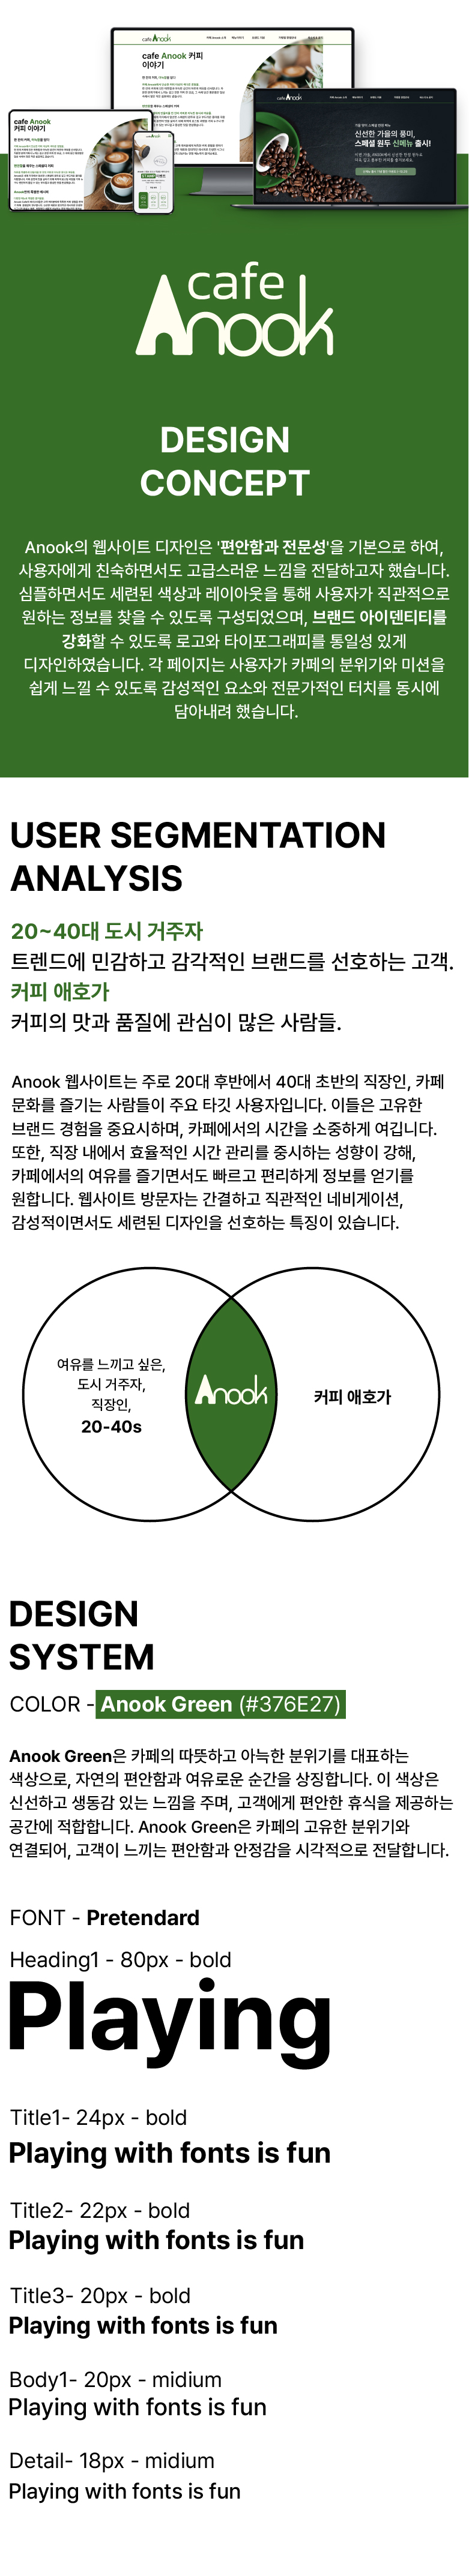 cafe Anook
cafe Anook 커피
이야기
cafe Anook
커피 이야기
신선한 가을의 풍미,
스페셜 원두 신메뉴 출시!
cafe
Anook
DESIGN
CONCEPT
Anook의 웹사이트 디자인은 '편안함과 전문성'을 기본으로 하여,
사용자에게 친숙하면서도 고급스러운 느낌을 전달하고자 했습니다.
심플하면서도 세련된 색상과 레이아웃을 통해 사용자가 직관적으로
원하는 정보를 찾을 수 있도록 구성되었으며, 브랜드 아이덴티티를
강화할 수 있도록 로고와 타이포그래피를 통일성 있게
디자인하였습니다. 각 페이지는 사용자가 카페의 분위기와 미션을
쉽게 느낄 수 있도록 감성적인 요소와 전문가적인 터치를 동시에
담아내려 했습니다.
USER SEGMENTATION
ANALYSIS
20~40대 도시 거주자
트렌드에 민감하고 감각적인 브랜드를 선호하는 고객.
커피 애호가
커피의 맛과 품질에 관심이 많은 사람들.
Anook 웹사이트는 주로 20대 후반에서 40대 초반의 직장인, 카페
문화를 즐기는 사람들이 주요 타깃 사용자입니다. 이들은 고유한
브랜드 경험을 중요시하며, 카페에서의 시간을 소중하게 여깁니다.
또한, 직장 내에서 효율적인 시간 관리를 중시하는 성향이 강해,
카페에서의 여유를 즐기면서도 빠르고 편리하게 정보를 얻기를
원합니다. 웹사이트 방문자는 간결하고 직관적인 네비게이션,
감성적이면서도 세련된 디자인을 선호하는 특징이 있습니다.
여유를 느끼고 싶은,
도시 거주자,
직장인,
20-40s
Anook
커피 애호가
DESIGN
SYSTEM
COLOR - Anook Green (#376E27)
Anook Green은 카페의 따뜻하고 아늑한 분위기를 대표하는
색상으로, 자연의 편안함과 여유로운 순간을 상징합니다. 이 색상은
신선하고 생동감 있는 느낌을 주며, 고객에게 편안한 휴식을 제공하는
공간에 적합합니다. Anook Green은 카페의 고유한 분위기와
연결되어, 고객이 느끼는 편안함과 안정감을 시각적으로 전달합니다.
FONT - Pretendard
Heading1 - 80px - bold
Playing
Title1- 24px - bold
Playing with fonts is fun
Title2- 22px - bold
Playing with fonts is fun
Title3- 20px - bold
Playing with fonts is fun
Body1- 20px - midium
Playing with fonts is fun
Detail- 18px - midium
Playing with fonts is fun